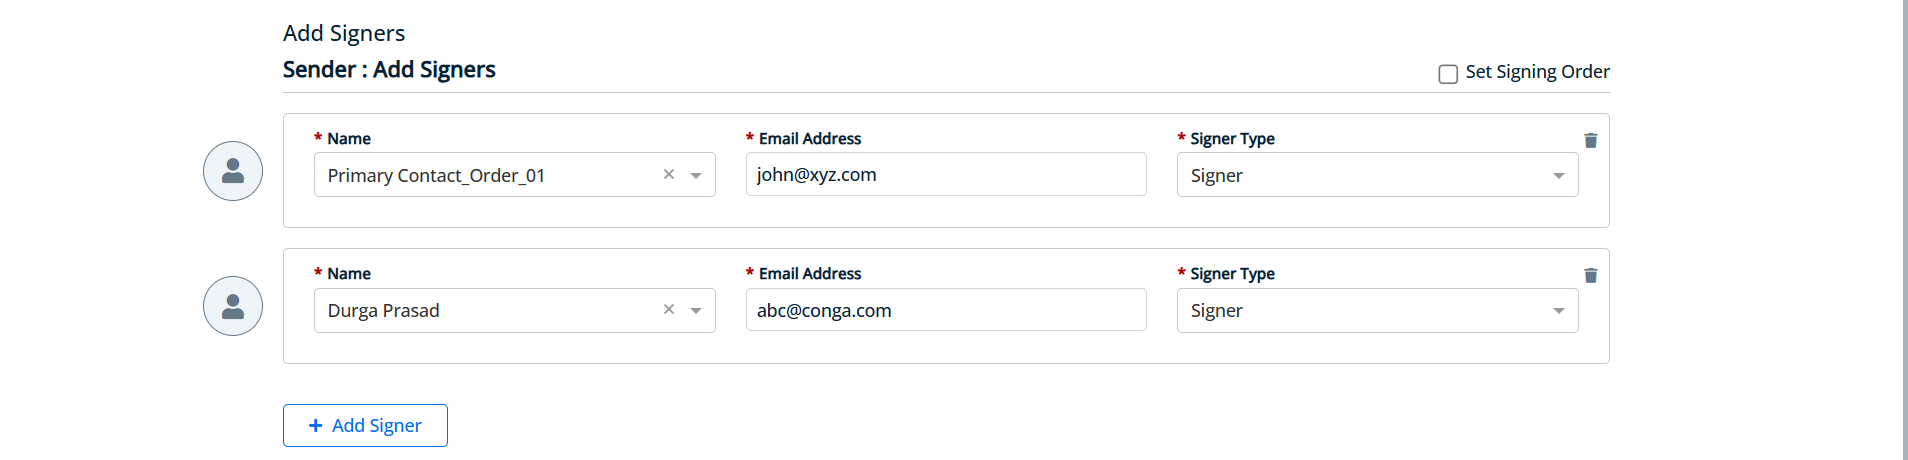 Add Signers
Sender : Add Signers
Set Signing Order
* Name
* Email Address
* Signer Type
Primary Contact_Order_01
john@xyz.com
Signer
* Name
* Email Address
* Signer Type
Durga Prasad
abc@conga.com
Signer
+ Add Signer